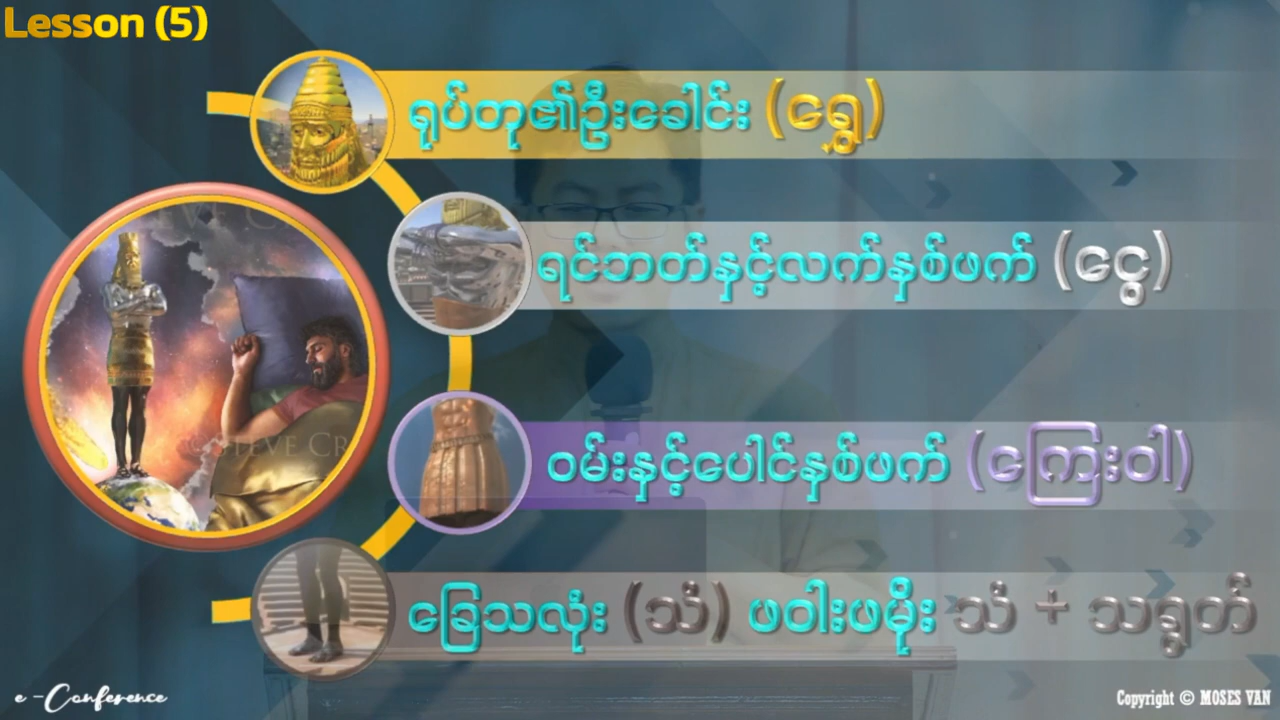 Lesson (5)
ရုပ်တု၏ဦးခေါင်း (ရွှေ)
ရင်ဘတ်နှင့်လက်နှစ်ဖက် (ငွေ)
ဝမ်းနှင့်ပေါင်နှစ်ဖက် (ကြေးဝါ)
ခြေသလုံး (သံ) ဖဝါးဖမိုး သံ + သရွတ်
e-Conference
Copyright © MOSES VAN